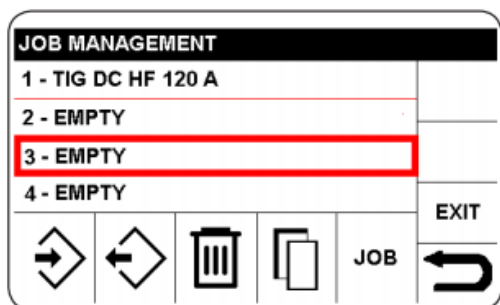 JOB MANAGEMENT
1 - TIG DC HF 120 A
2 - EMPTY
3 - EMPTY
4 - EMPTY
EXIT
JOB